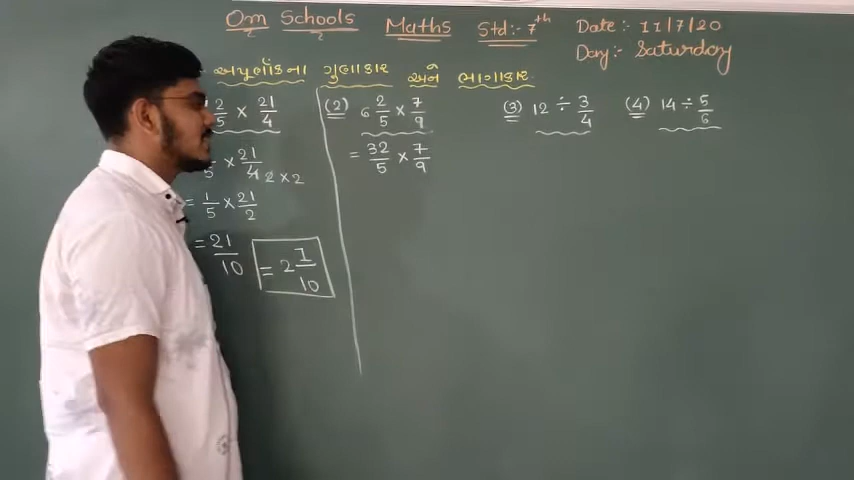 Om Schools Maths Std:- 7th Date:- 11/7/20
Day:- Saturday
અપૂર્ણાંકના ગુણાકાર અને ભાગાકાર
2/5 × 21/4
5 × 21/4 2×2
= 1/5 × 21/2
= 21/10 = 2 1/10
(2) 6 2/5 × 7/9
= 32/5 × 7/9
(3) 12 ÷ 3/4
(4) 14 ÷ 5/6